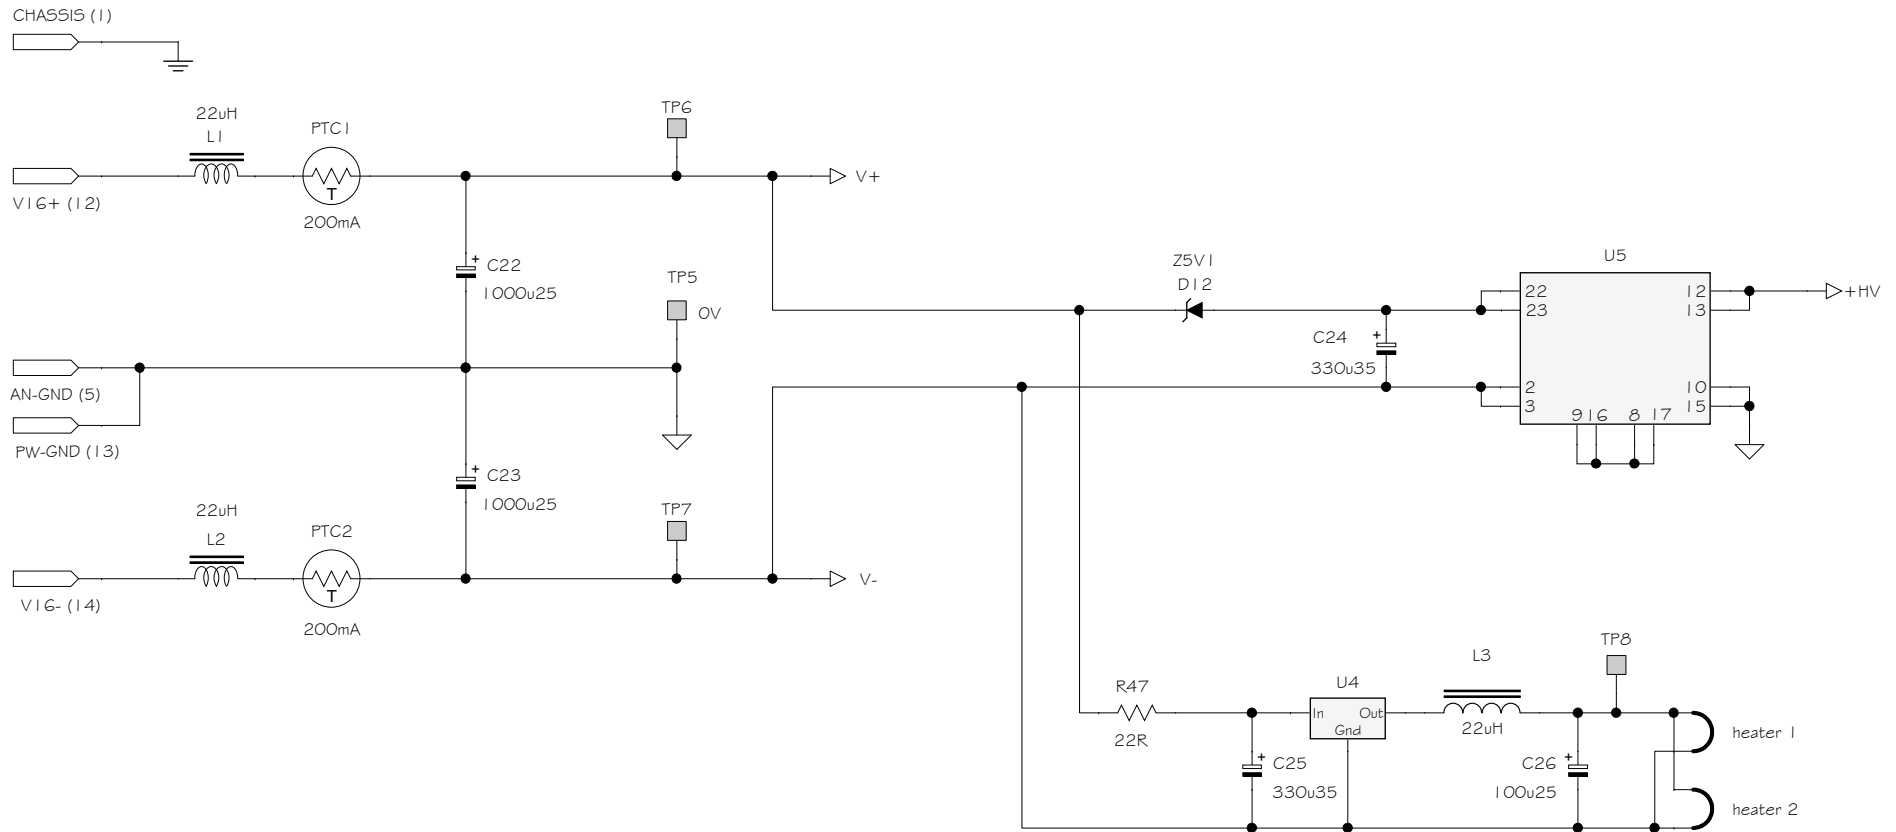 CHASSIS (1)
22uH
L1
PTC1
TP6
V16+ (12)
200mA
V+
C22
+
1000u25
TP5
0V
Z5V1
D12
U5
22
23
12
13
+HV
C24
+
330u35
2
3
10
15
9 16 8 17
AN-GND (5)
PW-GND (13)
C23
+
1000u25
22uH
L2
PTC2
TP7
V16- (14)
200mA
V-
R47
22R
U4
In Out
Gnd
L3
22uH
TP8
C25
+
330u35
C26
+
100u25
heater 1
heater 2
T
T